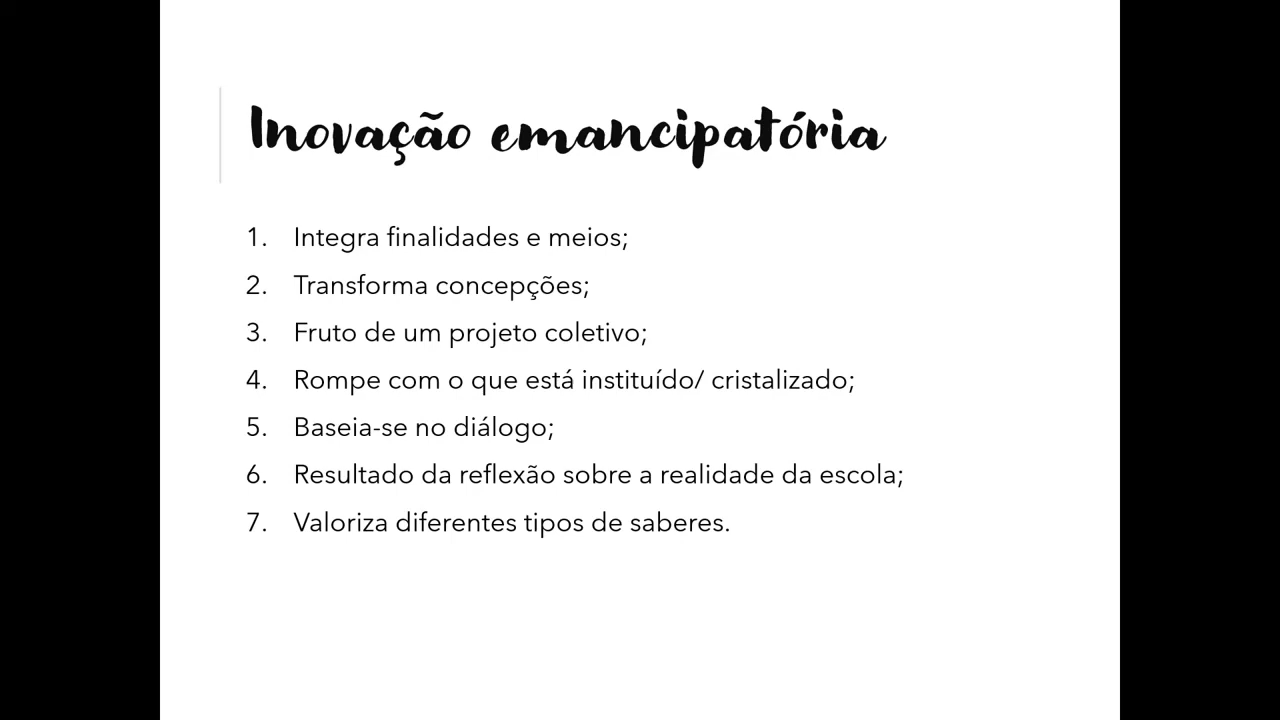 Inovação emancipatória
1. Integra finalidades e meios;
2. Transforma concepções;
3. Fruto de um projeto coletivo;
4. Rompe com o que está instituído/ cristalizado;
5. Baseia-se no diálogo;
6. Resultado da reflexão sobre a realidade da escola;
7. Valoriza diferentes tipos de saberes.